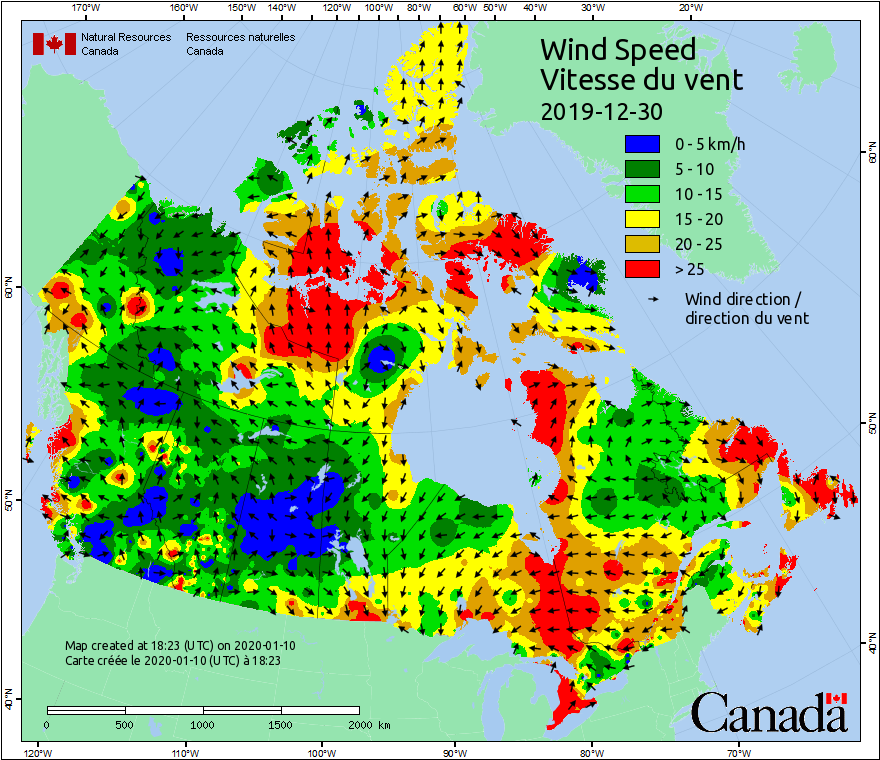 170°W 160°W 150°W 140°W 130°W 120°W 110°W 100°W 90°W 80°W 70°W 60°W 50°W 40°W 30°W 20°W
Natural Resources Canada
Ressources naturelles Canada
Wind Speed
Vitesse du vent
2019-12-30
0 - 5 km/h
5 - 10
10 - 15
15 - 20
20 - 25
> 25
Wind direction /
direction du vent
60°N
50°N
40°N
60°N
50°N
40°N
Map created at 18:23 (UTC) on 2020-01-10
Carte créée le 2020-01-10 (UTC) à 18:23
0 500 1000 1500 2000 km
Canada
120°W 110°W 100°W 90°W 80°W 70°W